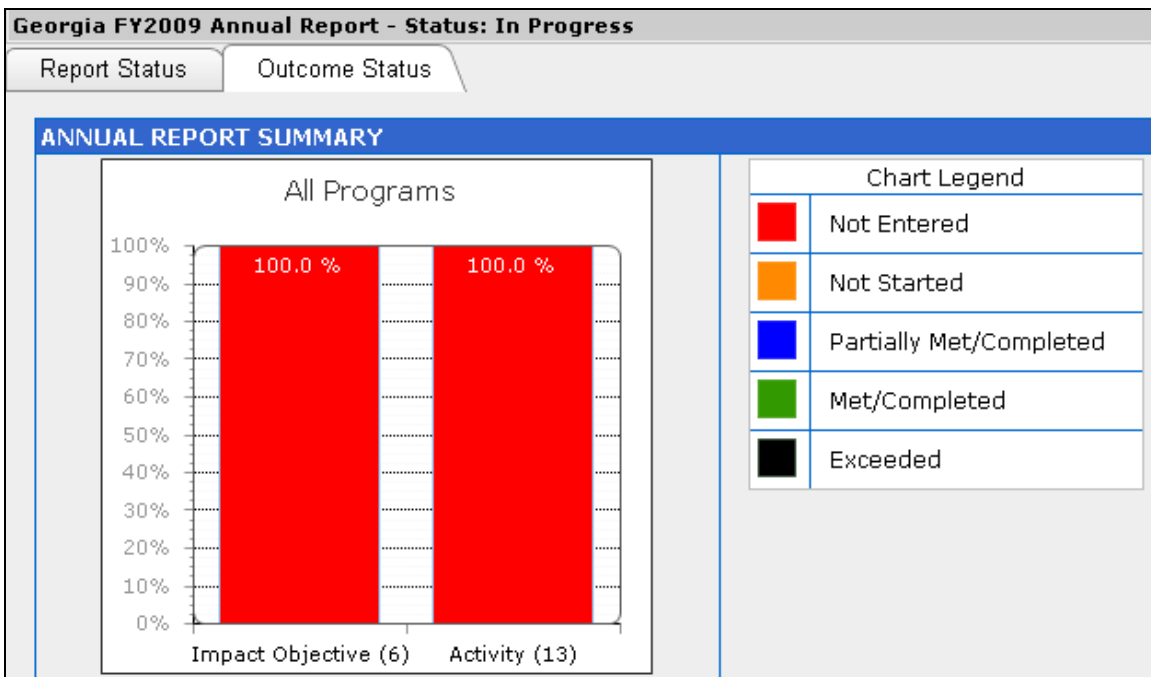 Georgia FY2009 Annual Report - Status: In Progress
Report Status
Outcome Status
ANNUAL REPORT SUMMARY
All Programs
100%
90%
80%
70%
60%
50%
40%
30%
20%
10%
0%
100.0 %
100.0 %
Impact Objective (6)
Activity (13)
Chart Legend
Not Entered
Not Started
Partially Met/Completed
Met/Completed
Exceeded